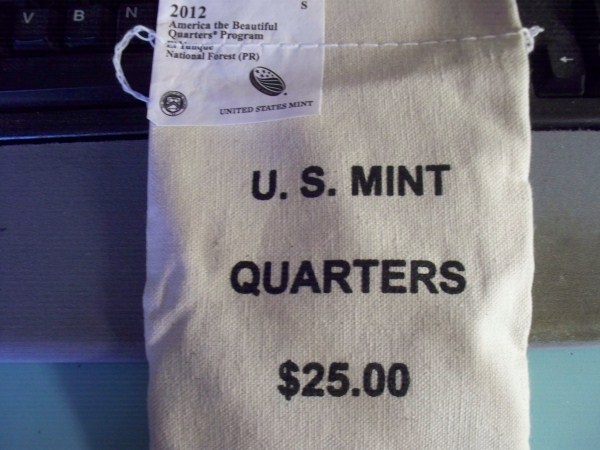 V B N
2012 S
America the Beautiful
Quarters® Program
El Yunque
National Forest (PR)
UNITED STATES MINT
U. S. MINT
QUARTERS
$25.00